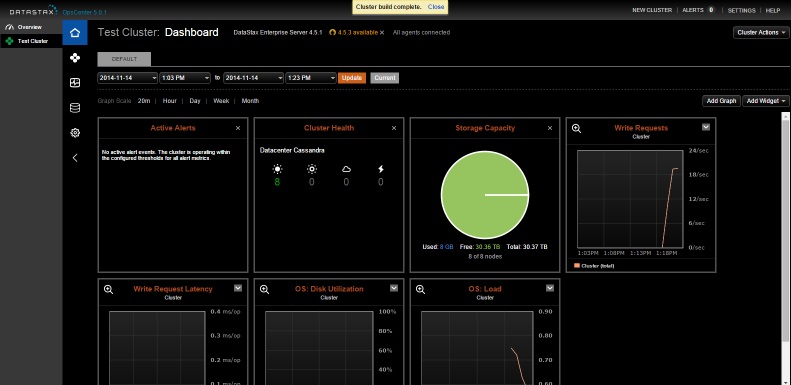 DATASTAX OpsCenter 5.0.1
Cluster build complete. Close
NEW CLUSTER | ALERTS 0 | SETTINGS | HELP
Overview
Test Cluster
Test Cluster: Dashboard
DataStax Enterprise Server 4.5.1
4.5.3 available ×
All agents connected
Cluster Actions
DEFAULT
2014-11-14 1:03 PM to 2014-11-14 1:23 PM Update Current
Graph Scale 20m | Hour | Day | Week | Month
Add Graph Add Widget
Active Alerts ×
No active alert events. The cluster is operating within
the configured thresholds for all alert metrics.
Cluster Health ×
Datacenter Cassandra
8 0 0 0
Storage Capacity ×
Used: 8 GB Free: 30.36 TB Total: 30.37 TB
8 of 8 nodes
Write Requests
Cluster
24/sec
18/sec
12/sec
6/sec
0/sec
1:03PM 1:08PM 1:13PM 1:18PM
Cluster (total)
Write Request Latency
Cluster
0.4 ms/op
0.3 ms/op
0.2 ms/op
0.1 ms/op
OS: Disk Utilization
Cluster
100%
80%
60%
40%
OS: Load
Cluster
0.90
0.80
0.70
0.60